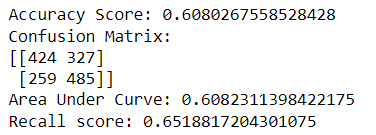 Accuracy Score: 0.6080267558528428
Confusion Matrix:
[[424 327]
 [259 485]]
Area Under Curve: 0.6082311398422175
Recall score: 0.6518817204301075